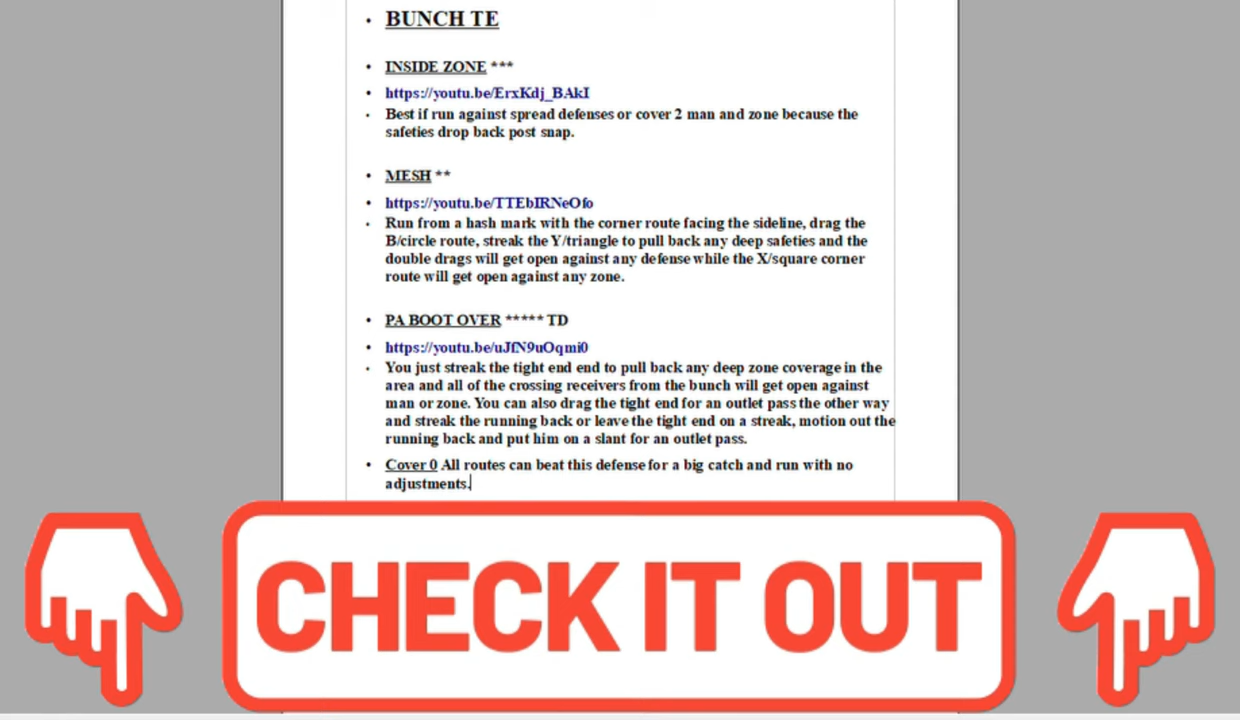 • BUNCH TE
• INSIDE ZONE ***
• https://youtu.be/ErxKdj_BAkI
• Best if run against spread defenses or cover 2 man and zone because the
safeties drop back post snap.
• MESH **
• https://youtu.be/TTEbIRNeOfo
• Run from a hash mark with the corner route facing the sideline, drag the
B/circle route, streak the Y/triangle to pull back any deep safeties and the
double drags will get open against any defense while the X/square corner
route will get open against any zone.
• PA BOOT OVER ***** TD
• https://youtu.be/uJfN9uOqmi0
• You just streak the tight end end to pull back any deep zone coverage in the
area and all of the crossing receivers from the bunch will get open against
man or zone. You can also drag the tight end for an outlet pass the other way
and streak the running back or leave the tight end on a streak, motion out the
running back and put him on a slant for an outlet pass.
• Cover 0 All routes can beat this defense for a big catch and run with no
adjustments.
CHECK IT OUT